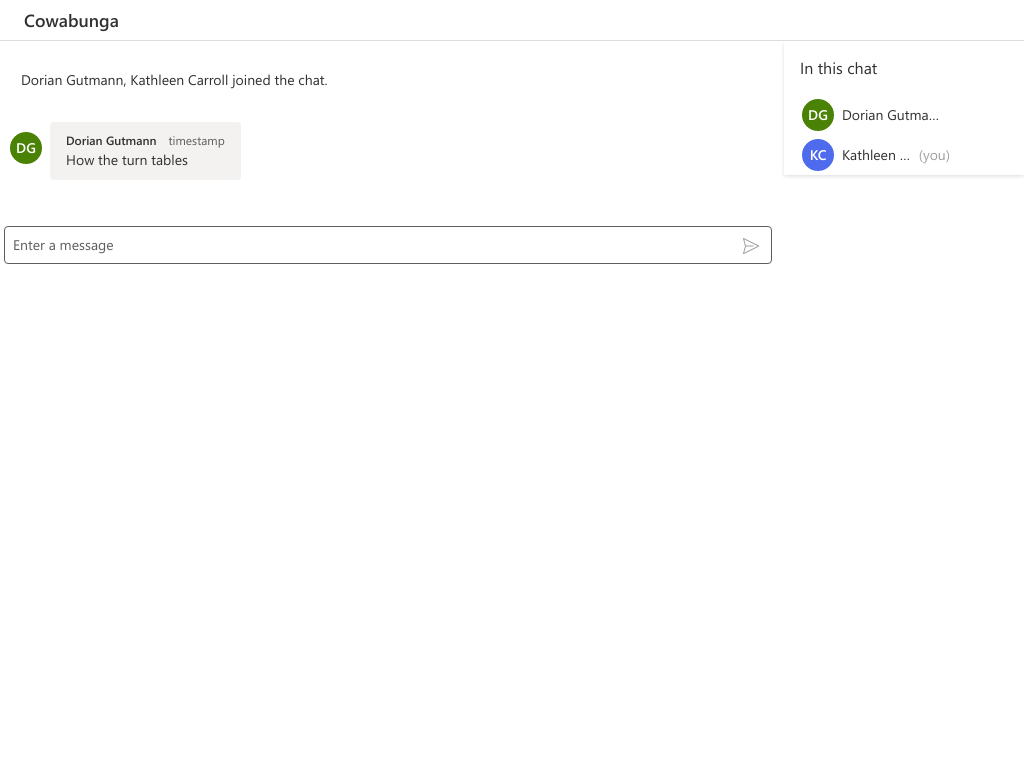 Cowabunga
Dorian Gutmann, Kathleen Carroll joined the chat.
DG
Dorian Gutmann timestamp
How the turn tables
Enter a message
In this chat
DG Dorian Gutma...
KC Kathleen ... (you)